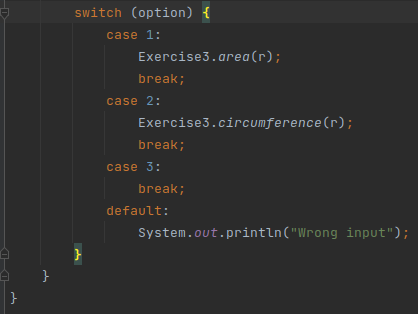 switch (option) {
case 1:
Exercise3.area(r);
break;
case 2:
Exercise3.circumference(r);
break;
case 3:
break;
default:
System.out.println("Wrong input");
}
}
}